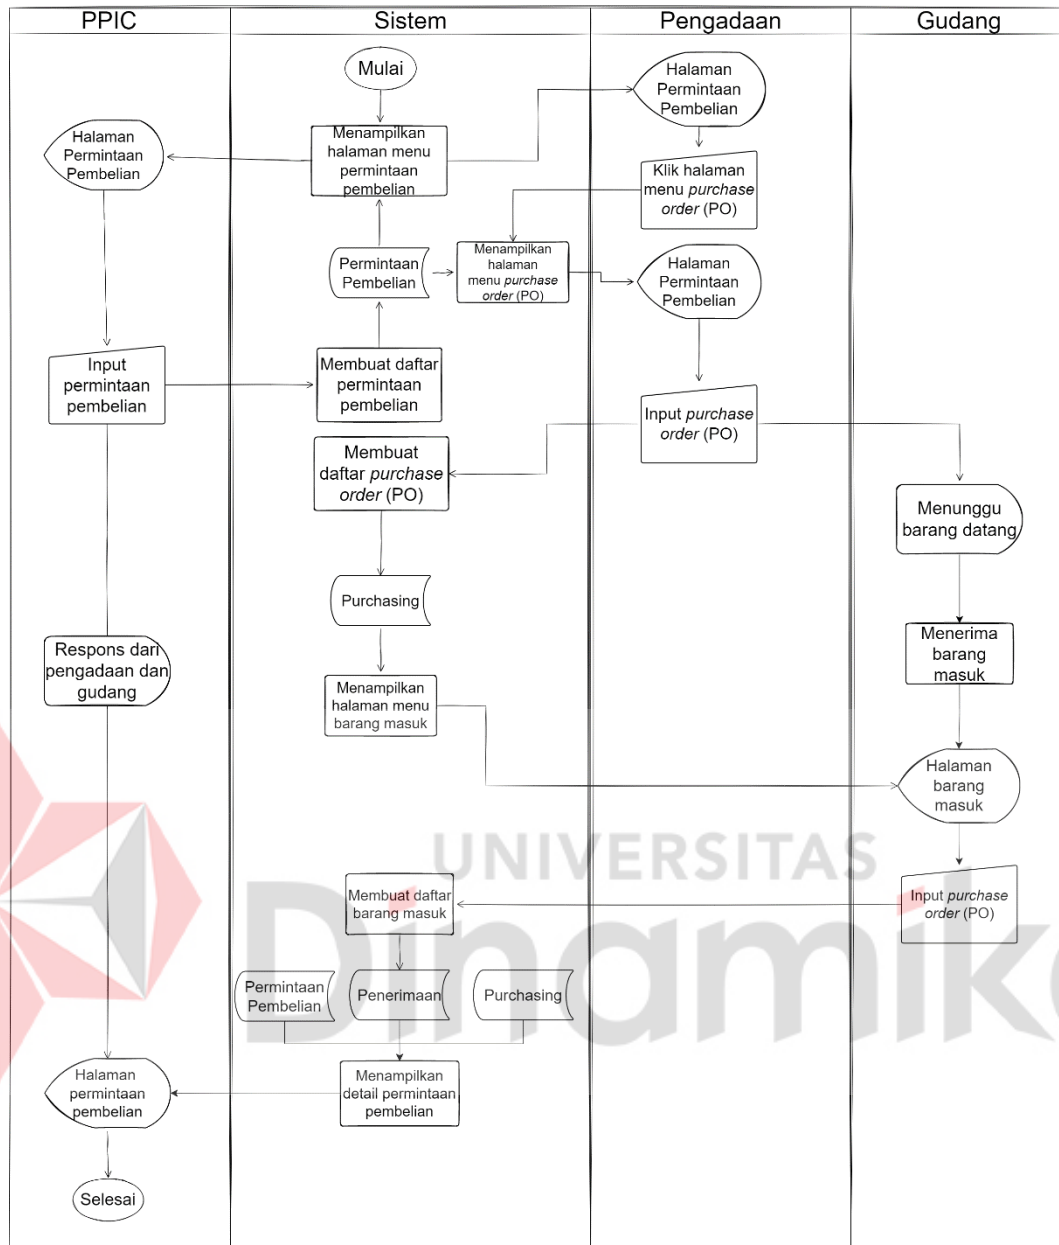 PPIC
Sistem
Pengadaan
Gudang
Mulai
Halaman
Permintaan
Pembelian
Menampilkan
halaman menu
permintaan
pembelian
Halaman
Permintaan
Pembelian
Klik halaman
menu purchase
order (PO)
Permintaan
Pembelian
Menampilkan
halaman
menu purchase
order (PO)
Halaman
Permintaan
Pembelian
Input
permintaan
pembelian
Membuat daftar
permintaan
pembelian
Input purchase
order (PO)
Membuat
daftar purchase
order (PO)
Menunggu
barang datang
Purchasing
Respons dari
pengadaan dan
gudang
Menerima
barang
masuk
Menampilkan
halaman menu
barang masuk
Halaman
barang
masuk
UNIVERSITAS
Dinamika
Membuat daftar
barang masuk
Input purchase
order (PO)
Permintaan
Pembelian
Penerimaan
Purchasing
Halaman
permintaan
pembelian
Menampilkan
detail permintaan
pembelian
Selesai